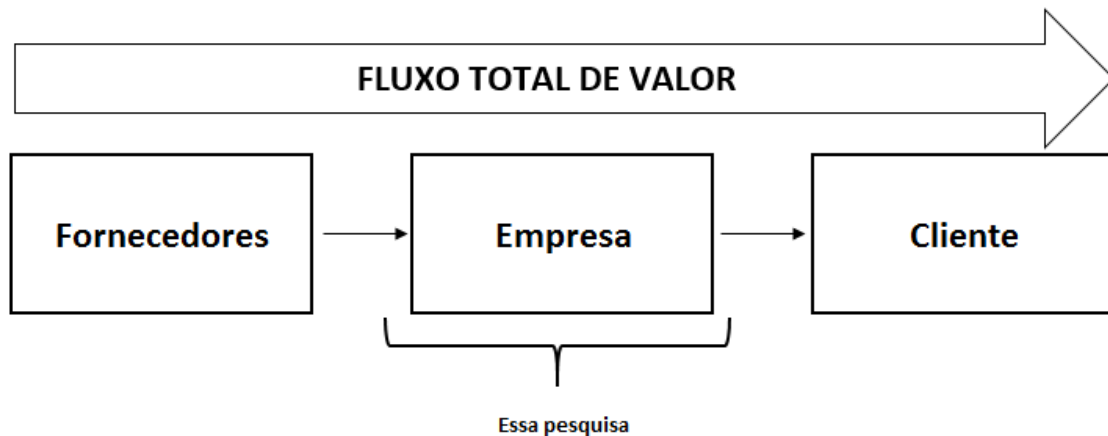 FLUXO TOTAL DE VALOR
Fornecedores
Empresa
Cliente
Essa pesquisa